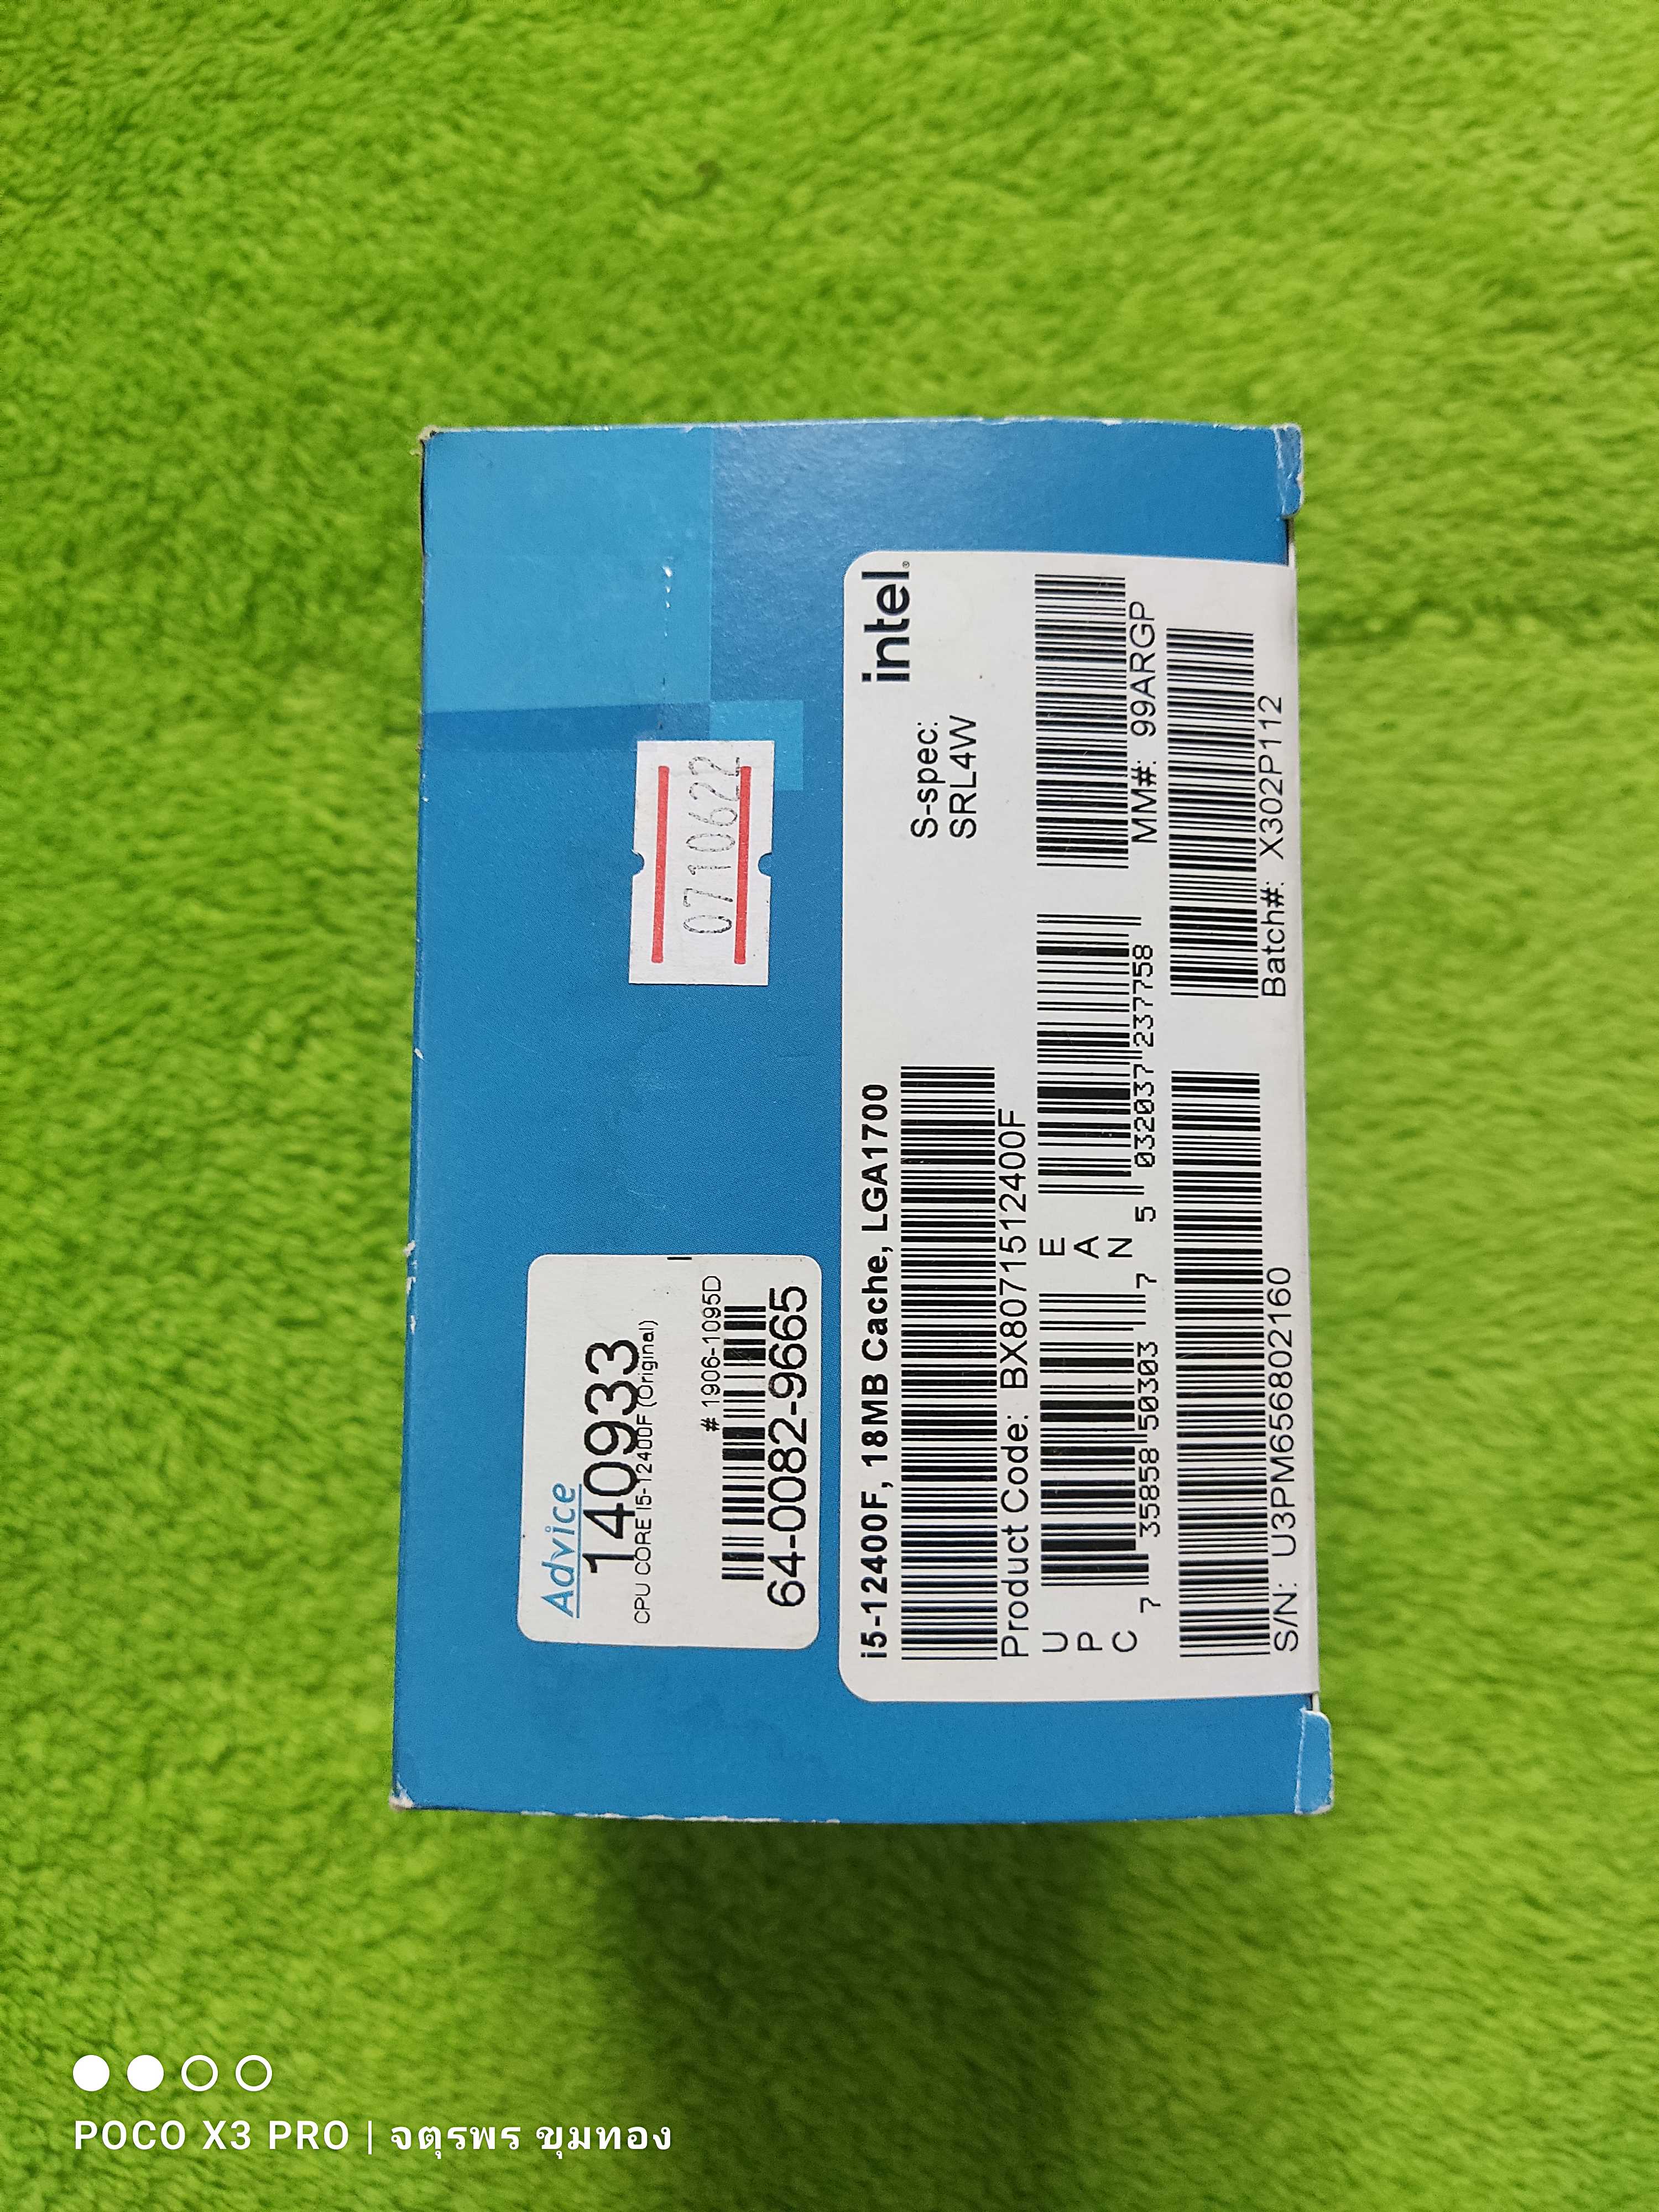 Advice
140933
CPU CORE I5-12400F (Original)
# 1906-1095D
64-0082-9665
0710622
intel
i5-12400F, 18MB Cache, LGA1700
S-spec:
SRL4W
Product Code: BX8071512400F
MM#: 99ARGP
UPC
7 35858 50303 7
EAN
5 032037 237758
S/N: U3PM656802160
Batch#: X302P112
POCO X3 PRO | จตุรพร ขุมทอง